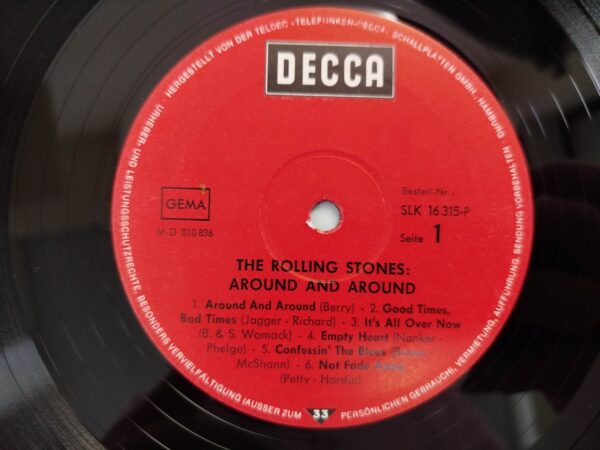 HERGESTELLT VON DER TELDEC »TELEFUNKEN-DECCA« SCHALLPLATTEN GMBH, HAMBURG · SENDUNG VORBEHALTEN
URHEBER- UND LEISTUNGSSCHUTZRECHTE, BESONDERS VERVIELFÄLTIGUNG (AUSSER ZUM PERSÖNLICHEN GEBRAUCH), VERMIETUNG, AUFFÜHRUNG,
DECCA
GEMA
M-D 010 836
Bestell-Nr.:
SLK 16 315-P
Seite 1
THE ROLLING STONES:
AROUND AND AROUND
1. Around And Around (Berry) - 2. Good Times,
Bad Times (Jagger - Richard) - 3. It's All Over Now
(B. & S. Womack) - 4. Empty Heart (Nanker -
Phelge) - 5. Confessin' The Blues (
McShann) - 6. Not Fade Away
(Petty - Hardin)
33